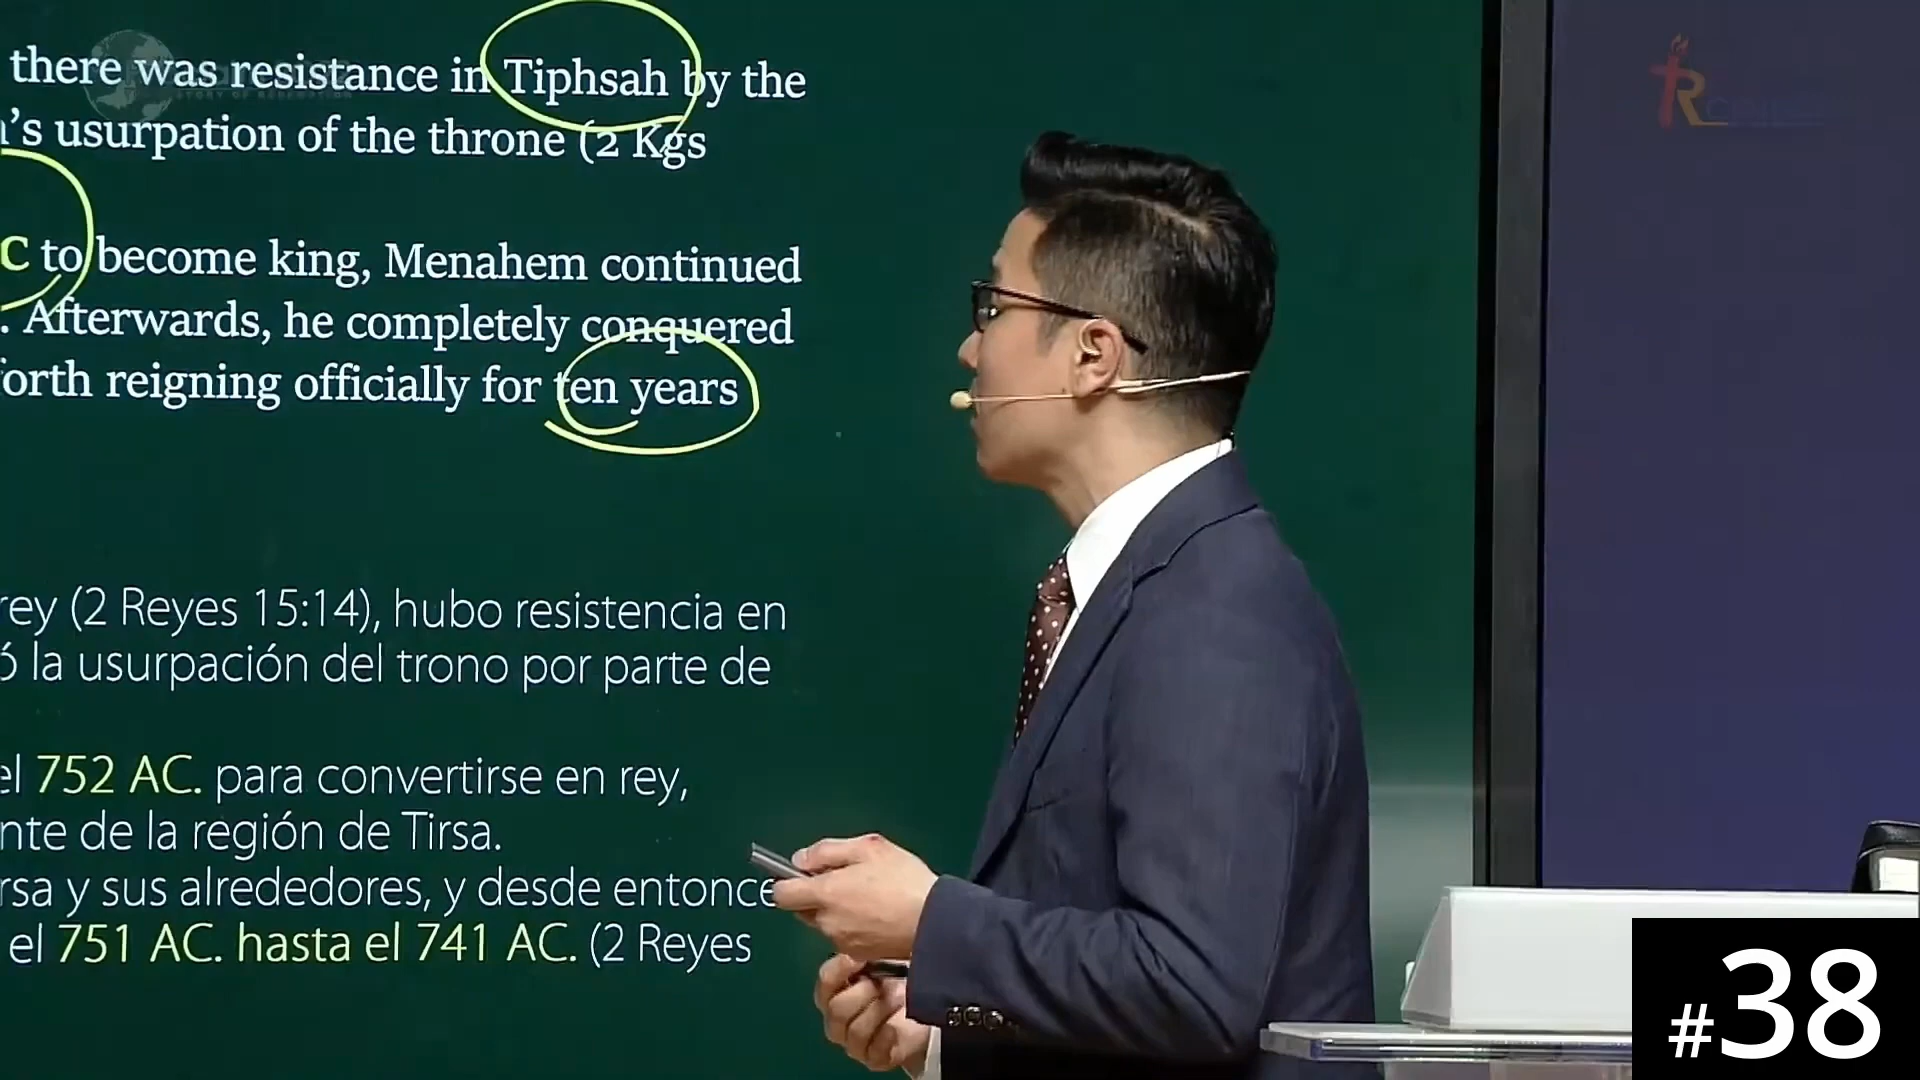 there was resistance in Tiphsah by the
's usurpation of the throne (2 Kgs
C to become king, Menahem continued
. Afterwards, he completely conquered
orth reigning officially for ten years
rey (2 Reyes 15:14), hubo resistencia en
ó la usurpación del trono por parte de
el 752 AC. para convertirse en rey,
nte de la región de Tirsa.
rsa y sus alrededores, y desde entonce
el 751 AC. hasta el 741 AC. (2 Reyes
#38